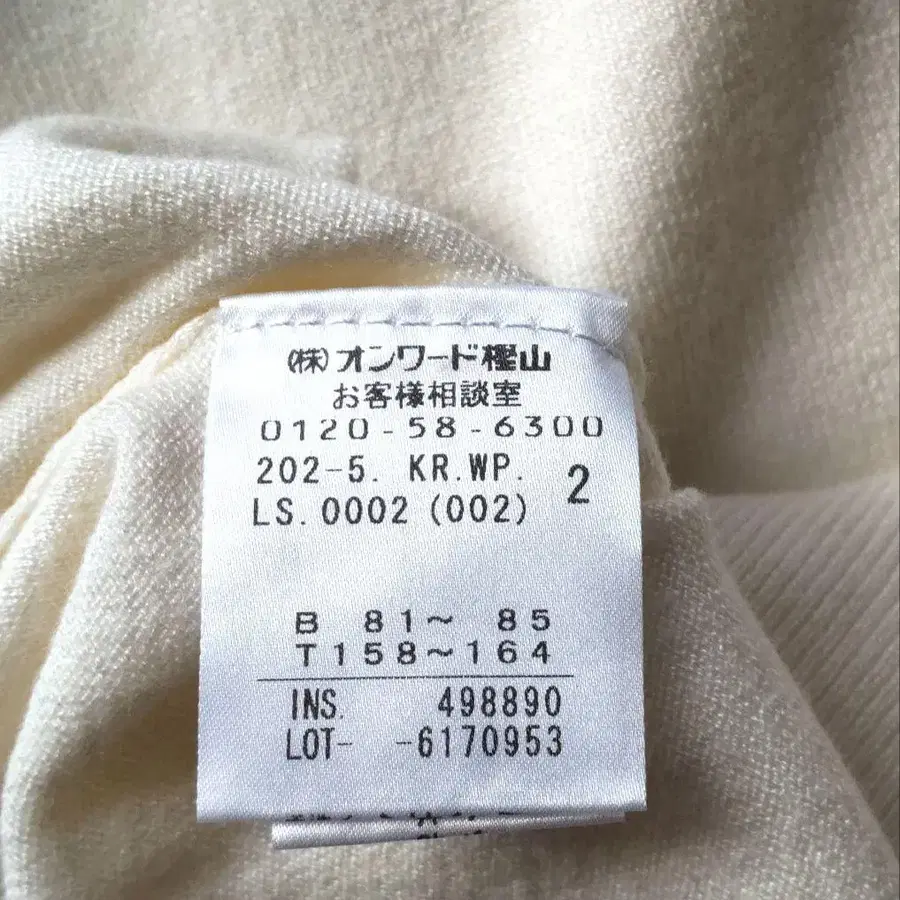 (株)オンワード樫山
お客様相談室
0120-58-6300
202-5. KR.WP. 2
LS.0002 (002)
B 81～ 85
T158～164
INS. 498890
LOT- -6170953